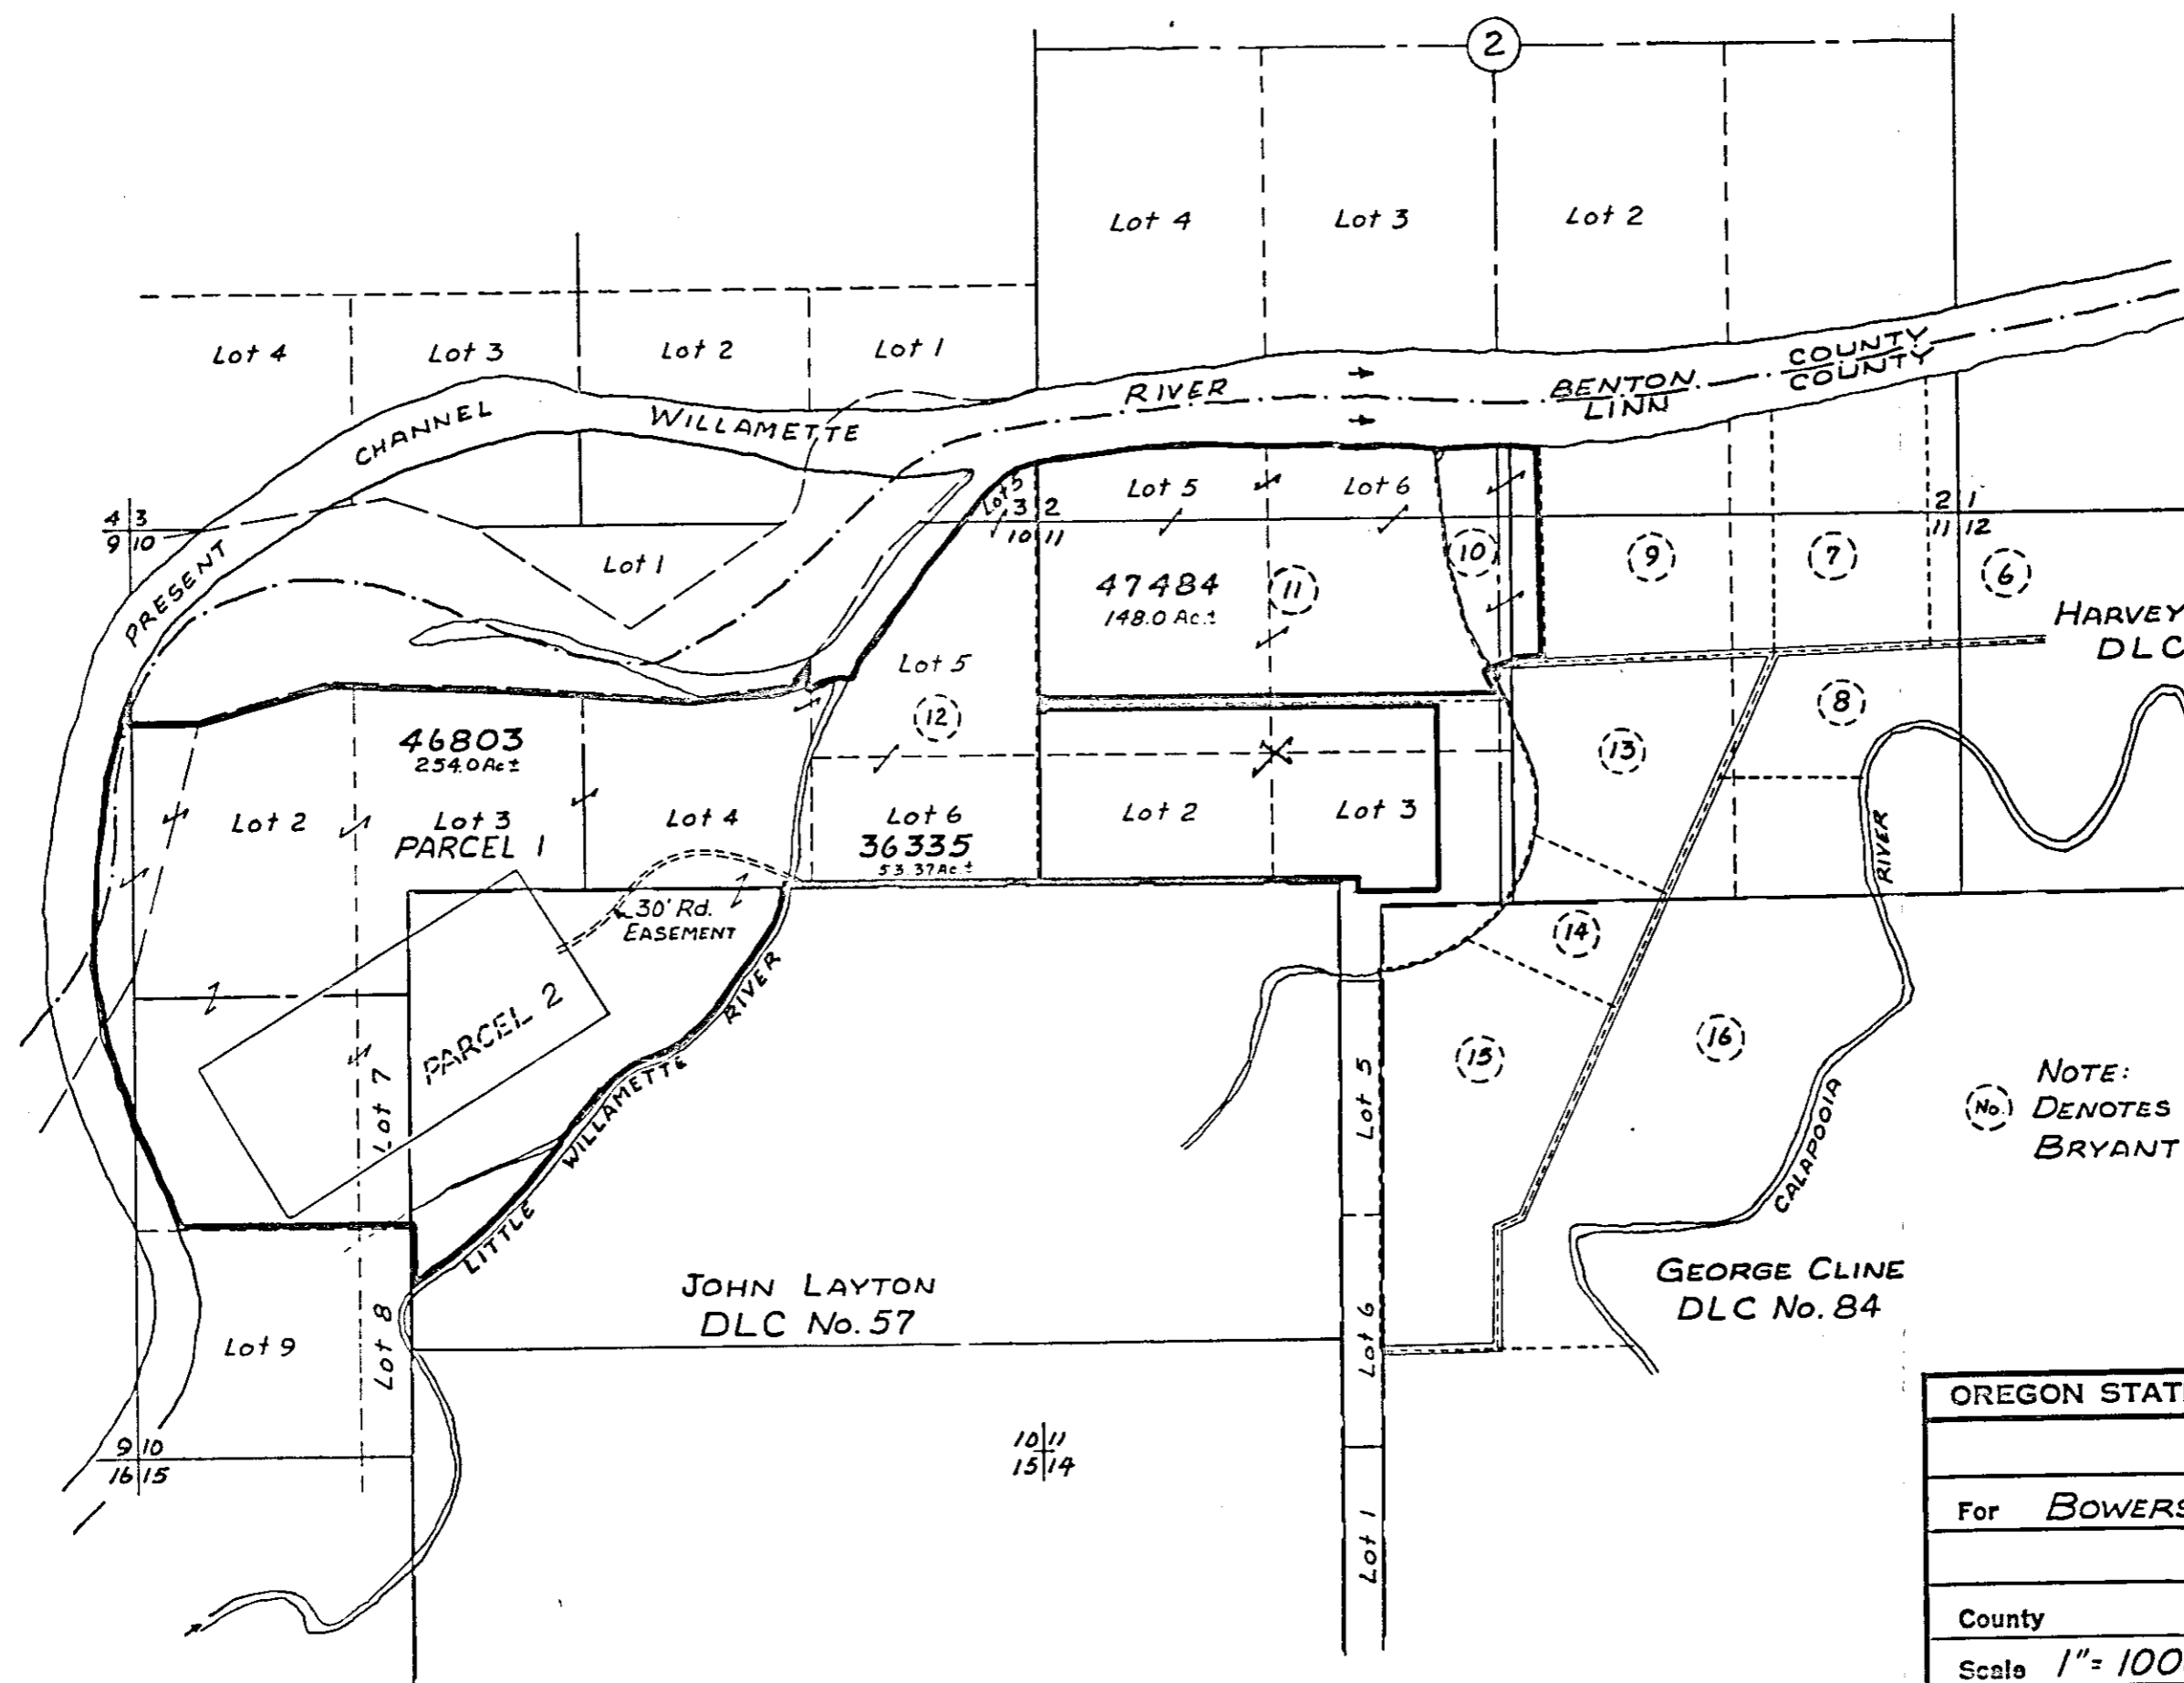 2
Lot 4
Lot 3
Lot 2
Lot 4
Lot 3
Lot 2
Lot 1
PRESENT CHANNEL WILLAMETTE RIVER
BENTON COUNTY
LINN COUNTY
4 3
9 10
Lot 1
Lot 5
3 2
10 11
Lot 5
Lot 6
10
9
7
2 1
11 12
6
47484
148.0 Ac.±
11
HARVEY
DLC
Lot 5
12
8
13
46803
254.0 Ac±
Lot 2
Lot 3
PARCEL 1
Lot 4
Lot 6
36335
53.37 Ac.±
Lot 2
Lot 3
30' Rd.
EASEMENT
PARCEL 2
Lot 7
LITTLE WILLAMETTE RIVER
14
15
16
CALAPOOIA RIVER
Lot 5
NOTE:
(No.) DENOTES
BRYANT
Lot 9
Lot 8
JOHN LAYTON
DLC No. 57
Lot 6
GEORGE CLINE
DLC No. 84
9 10
16 15
10 11
15 14
Lot 1
OREGON STAT
For BOWERS
County
Scale 1"= 100